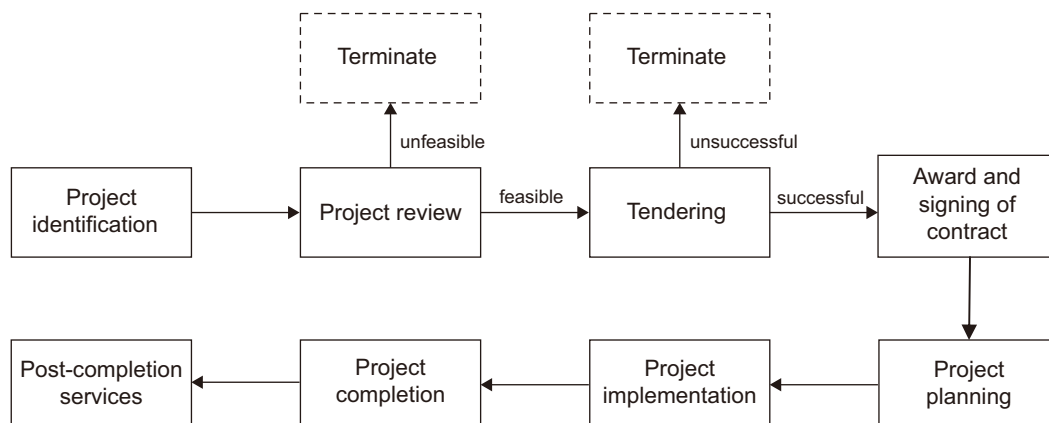 Terminate
Terminate
unfeasible
unsuccessful
Project
identification
Project review
feasible
Tendering
successful
Award and
signing of
contract
Post-completion
services
Project
completion
Project
implementation
Project
planning